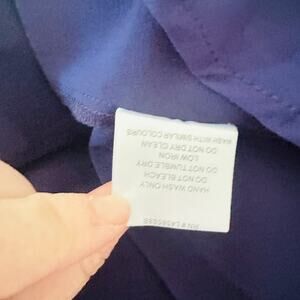 HAND WASH ONLY
DO NOT BLEACH
DO NOT TUMBLE DRY
LOW IRON
DO NOT DRY CLEAN
WASH WITH SIMILAR COLOURS